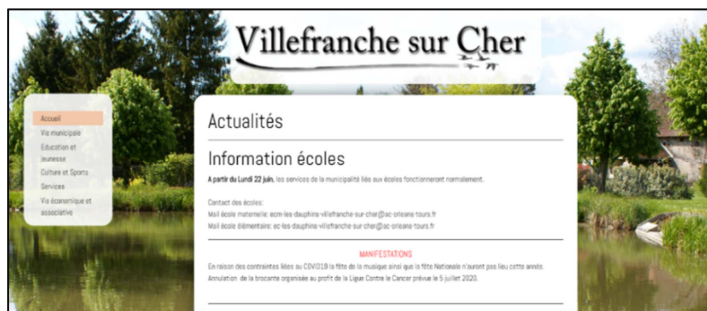 Villefranche sur Cher
Accueil
Vie municipale
Education et
jeunesse
Culture et Sports
Services
Vie économique et
associative
Actualités
Information écoles
A partir du Lundi 22 juin, les services de la municipalité liés aux écoles fonctionneront normalement.
Contact des écoles:
Mail école maternelle: ecm-les-dauphins-villefranche-sur-cher@ac-orleans-tours.fr
Mail école élémentaire: ec-les-dauphins-villefranche-sur-cher@ac-orleans-tours.fr
MANIFESTATIONS
En raison des contraintes liées au COVID19 la fête de la musique ainsi que la fête Nationale n'auront pas lieu cette année.
Annulation de la brocante organisée au profit de la Ligue Contre le Cancer prévue le 5 juillet 2020.